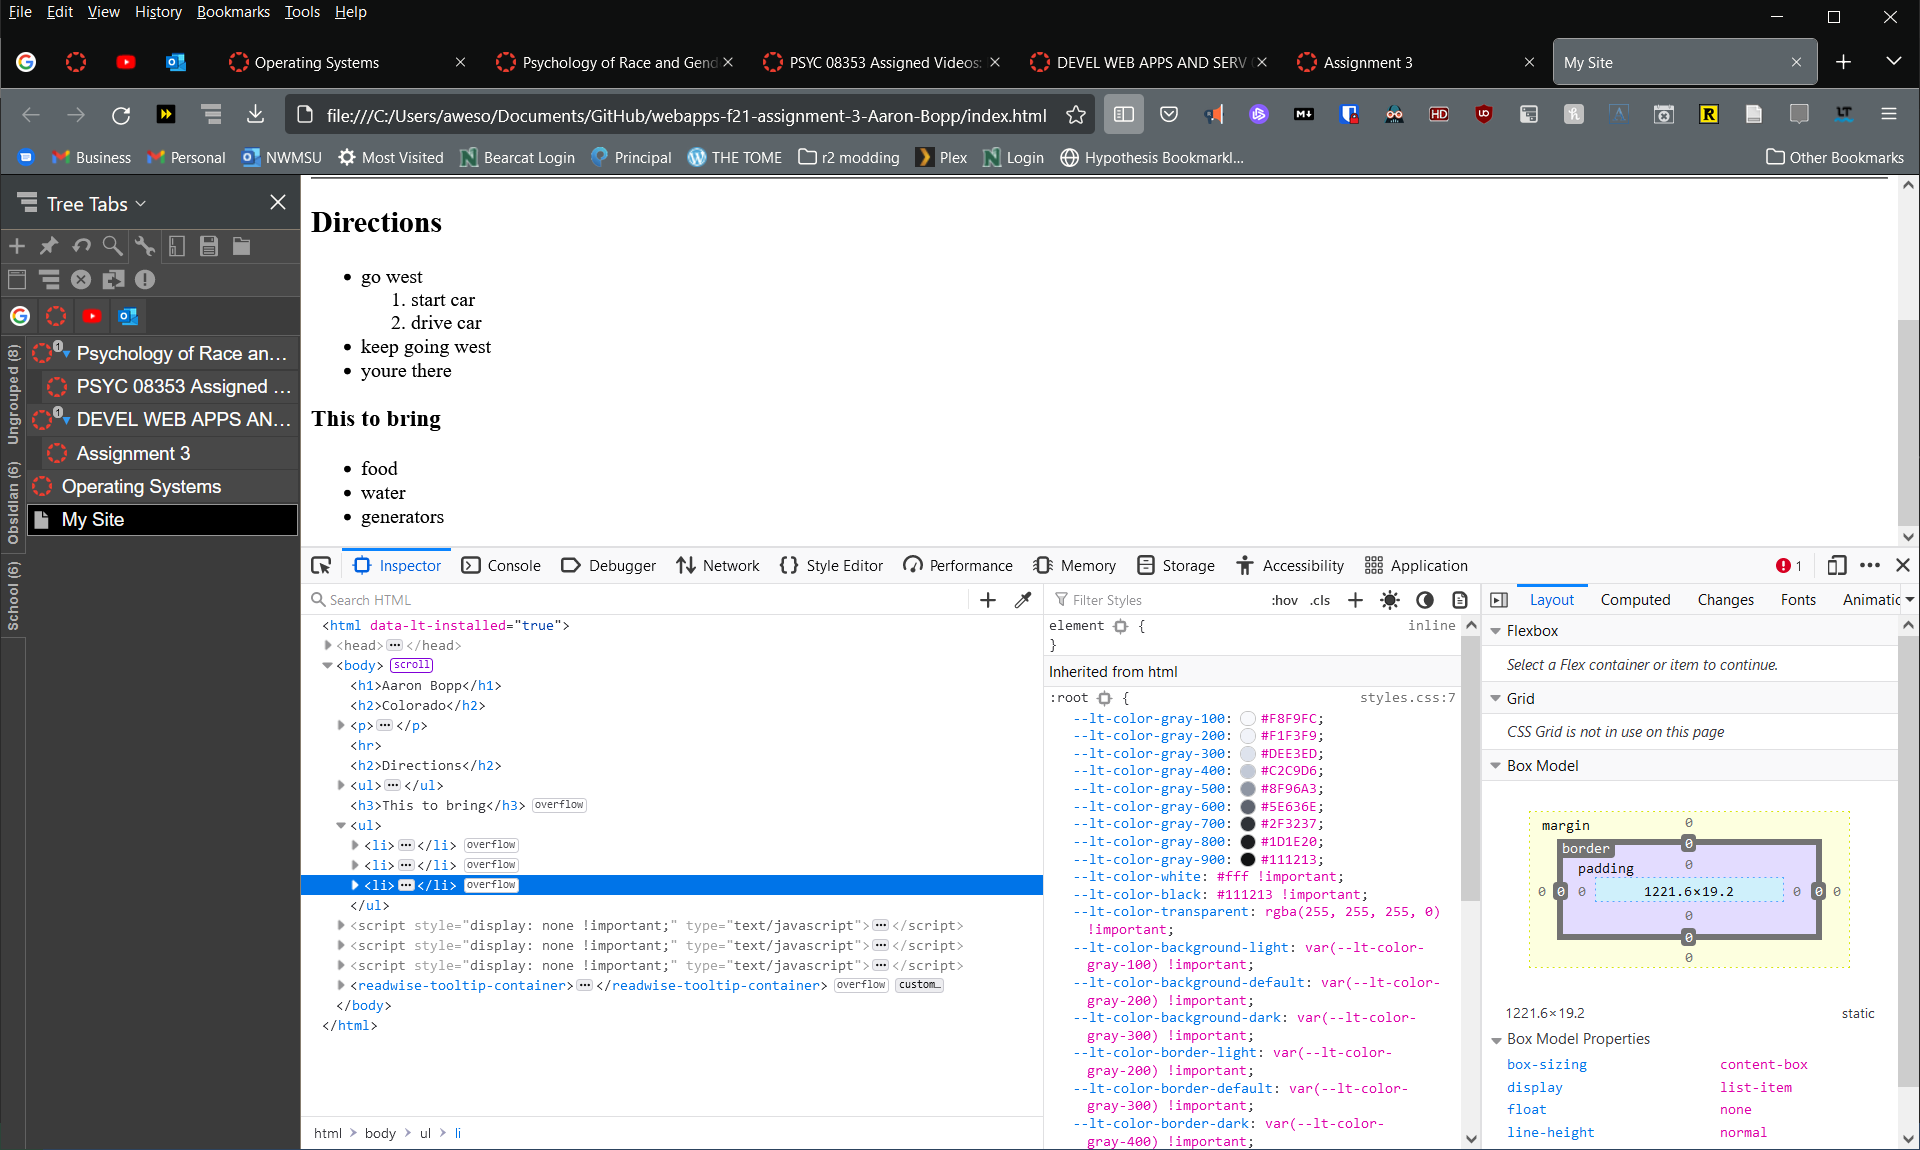 File Edit View History Bookmarks Tools Help
Operating Systems
Psychology of Race and Gend
PSYC 08353 Assigned Videos:
DEVEL WEB APPS AND SERV
Assignment 3
My Site
file:///C:/Users/aweso/Documents/GitHub/webapps-f21-assignment-3-Aaron-Bopp/index.html
Business Personal NWMSU Most Visited Bearcat Login Principal THE TOME r2 modding Plex Login Hypothesis Bookmarkl... Other Bookmarks
Tree Tabs
Ungrouped (8)
Obsidian (6)
School (6)
1 Psychology of Race an...
PSYC 08353 Assigned ...
1 DEVEL WEB APPS AN...
Assignment 3
Operating Systems
My Site
Directions
• go west
1. start car
2. drive car
• keep going west
• youre there
This to bring
• food
• water
• generators
Inspector Console Debugger Network Style Editor Performance Memory Storage Accessibility Application 1
Search HTML
<html data-lt-installed="true">
<head>…</head>
<body> scroll
<h1>Aaron Bopp</h1>
<h2>Colorado</h2>
<p>…</p>
<hr>
<h2>Directions</h2>
<ul>…</ul>
<h3>This to bring</h3> overflow
<ul>
<li>…</li> overflow
<li>…</li> overflow
<li>…</li> overflow
</ul>
<script style="display: none !important;" type="text/javascript">…</script>
<script style="display: none !important;" type="text/javascript">…</script>
<script style="display: none !important;" type="text/javascript">…</script>
<readwise-tooltip-container>…</readwise-tooltip-container> overflow custom…
</body>
</html>
html > body > ul > li
Filter Styles :hov .cls
element { inline
}
Inherited from html
:root { styles.css:7
--lt-color-gray-100: #F8F9FC;
--lt-color-gray-200: #F1F3F9;
--lt-color-gray-300: #DEE3ED;
--lt-color-gray-400: #C2C9D6;
--lt-color-gray-500: #8F96A3;
--lt-color-gray-600: #5E636E;
--lt-color-gray-700: #2F3237;
--lt-color-gray-800: #1D1E20;
--lt-color-gray-900: #111213;
--lt-color-white: #fff !important;
--lt-color-black: #111213 !important;
--lt-color-transparent: rgba(255, 255, 255, 0)
!important;
--lt-color-background-light: var(--lt-color-
gray-100) !important;
--lt-color-background-default: var(--lt-color-
gray-200) !important;
--lt-color-background-dark: var(--lt-color-
gray-300) !important;
--lt-color-border-light: var(--lt-color-
gray-200) !important;
--lt-color-border-default: var(--lt-color-
gray-300) !important;
--lt-color-border-dark: var(--lt-color-
gray-400) !important;
Layout Computed Changes Fonts Animatic
Flexbox
Select a Flex container or item to continue.
Grid
CSS Grid is not in use on this page
Box Model
margin 0
border 0
padding 0
0 0 0 1221.6×19.2 0 0 0
0
0
0
1221.6×19.2 static
Box Model Properties
box-sizing content-box
display list-item
float none
line-height normal